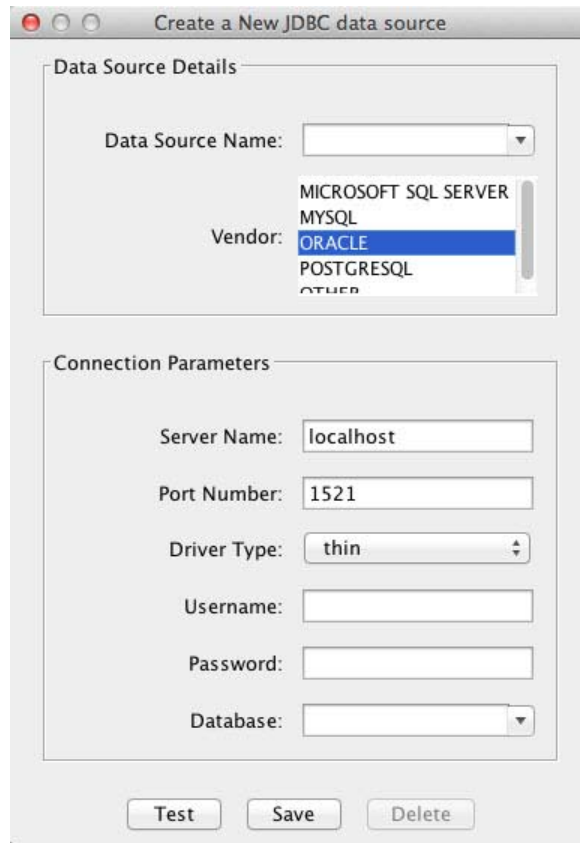 Create a New JDBC data source
Data Source Details
Data Source Name:
Vendor:
MICROSOFT SQL SERVER
MYSQL
ORACLE
POSTGRESQL
OTHER
Connection Parameters
Server Name: localhost
Port Number: 1521
Driver Type: thin
Username:
Password:
Database:
Test Save Delete